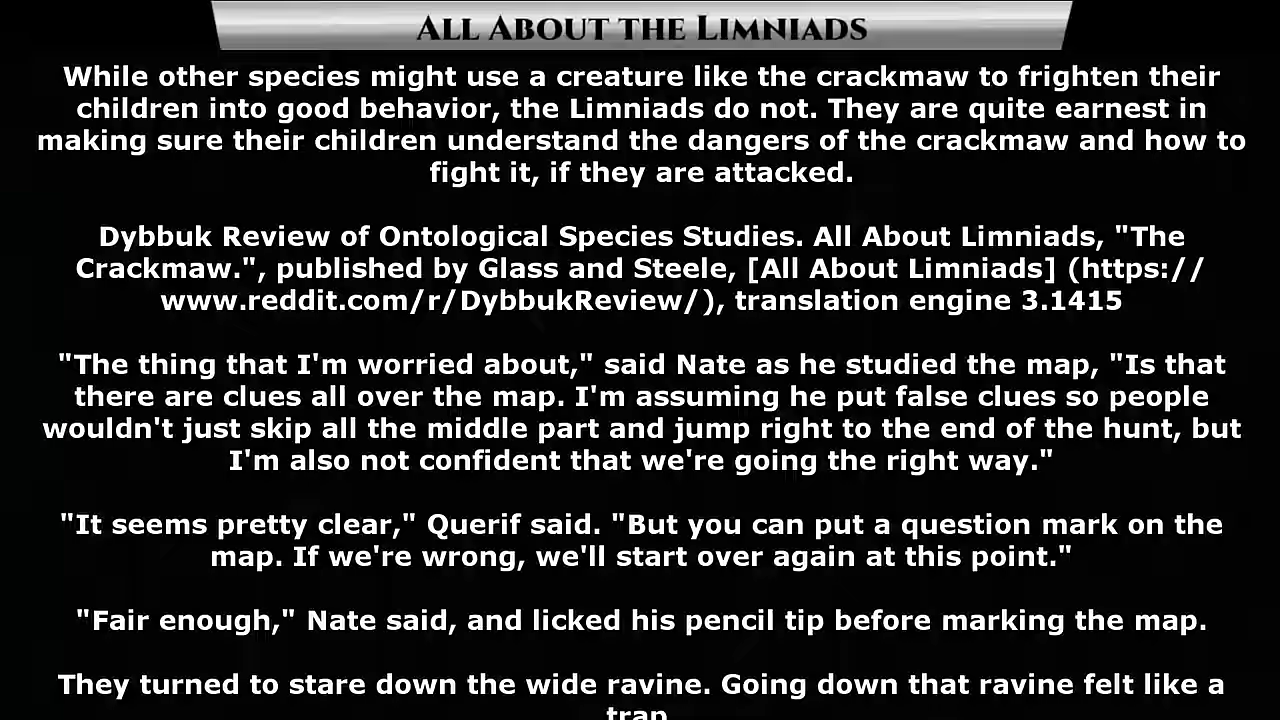 All About the Limniads
While other species might use a creature like the crackmaw to frighten their
children into good behavior, the Limniads do not. They are quite earnest in
making sure their children understand the dangers of the crackmaw and how to
fight it, if they are attacked.
Dybbuk Review of Ontological Species Studies. All About Limniads, "The
Crackmaw.", published by Glass and Steele, [All About Limniads] (https://
www.reddit.com/r/DybbukReview/), translation engine 3.1415
"The thing that I'm worried about," said Nate as he studied the map, "Is that
there are clues all over the map. I'm assuming he put false clues so people
wouldn't just skip all the middle part and jump right to the end of the hunt, but
I'm also not confident that we're going the right way."
"It seems pretty clear," Querif said. "But you can put a question mark on the
map. If we're wrong, we'll start over again at this point."
"Fair enough," Nate said, and licked his pencil tip before marking the map.
They turned to stare down the wide ravine. Going down that ravine felt like a
trap